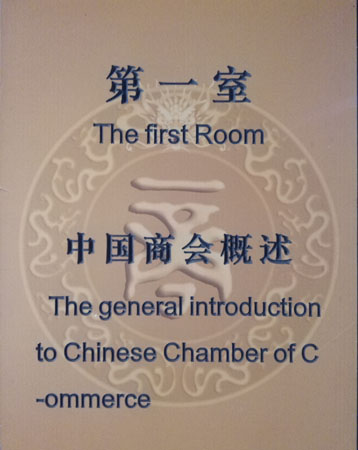 第一室
The first Room
中国商会概述
The general introduction
to Chinese Chamber of C
-ommerce